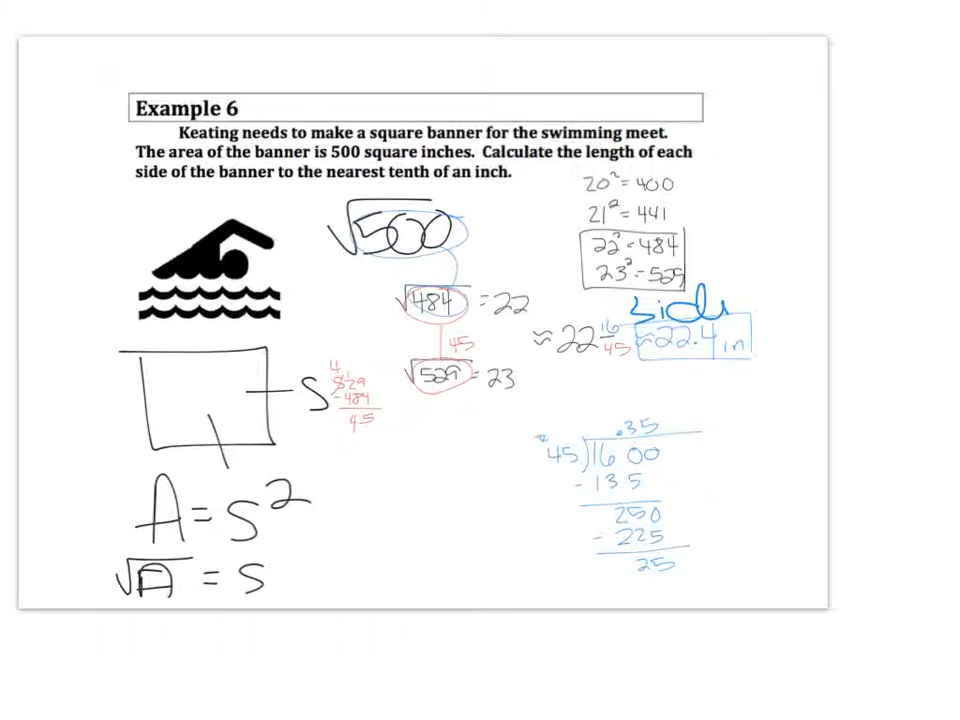 Example 6
Keating needs to make a square banner for the swimming meet.
The area of the banner is 500 square inches. Calculate the length of each
side of the banner to the nearest tenth of an inch.
20² = 400
21² = 441
22² = 484
23² = 529
√500
√484 = 22
45
√529 = 23
≈ 22 16/45
side
≈ 22.4 in
S
4
5129
-484
45
A = S²
√A = S
.35
2
45)16 00
- 135
250
- 225
25